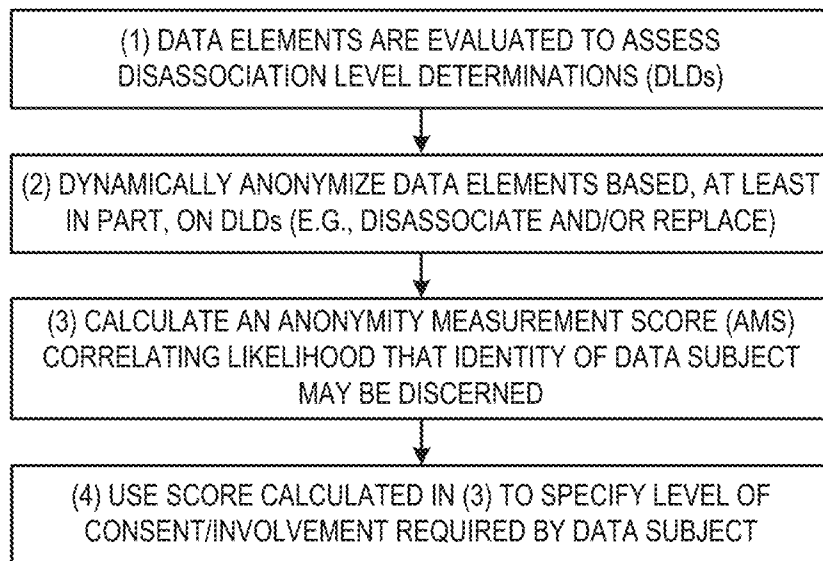 (1) DATA ELEMENTS ARE EVALUATED TO ASSESS
DISASSOCIATION LEVEL DETERMINATIONS (DLDs)
(2) DYNAMICALLY ANONYMIZE DATA ELEMENTS BASED, AT LEAST
IN PART, ON DLDs (E.G., DISASSOCIATE AND/OR REPLACE)
(3) CALCULATE AN ANONYMITY MEASUREMENT SCORE (AMS)
CORRELATING LIKELIHOOD THAT IDENTITY OF DATA SUBJECT
MAY BE DISCERNED
(4) USE SCORE CALCULATED IN (3) TO SPECIFY LEVEL OF
CONSENT/INVOLVEMENT REQUIRED BY DATA SUBJECT